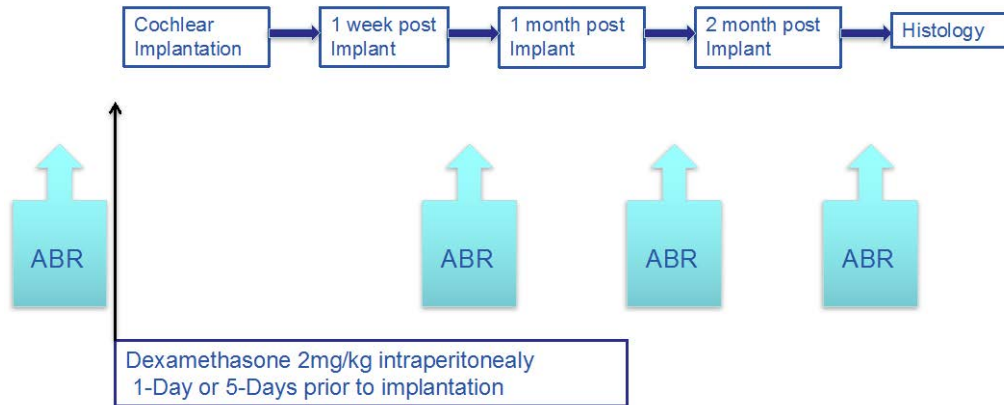 Cochlear
Implantation
1 week post
Implant
1 month post
Implant
2 month post
Implant
Histology
ABR
ABR
ABR
ABR
Dexamethasone 2mg/kg intraperitonealy
1-Day or 5-Days prior to implantation